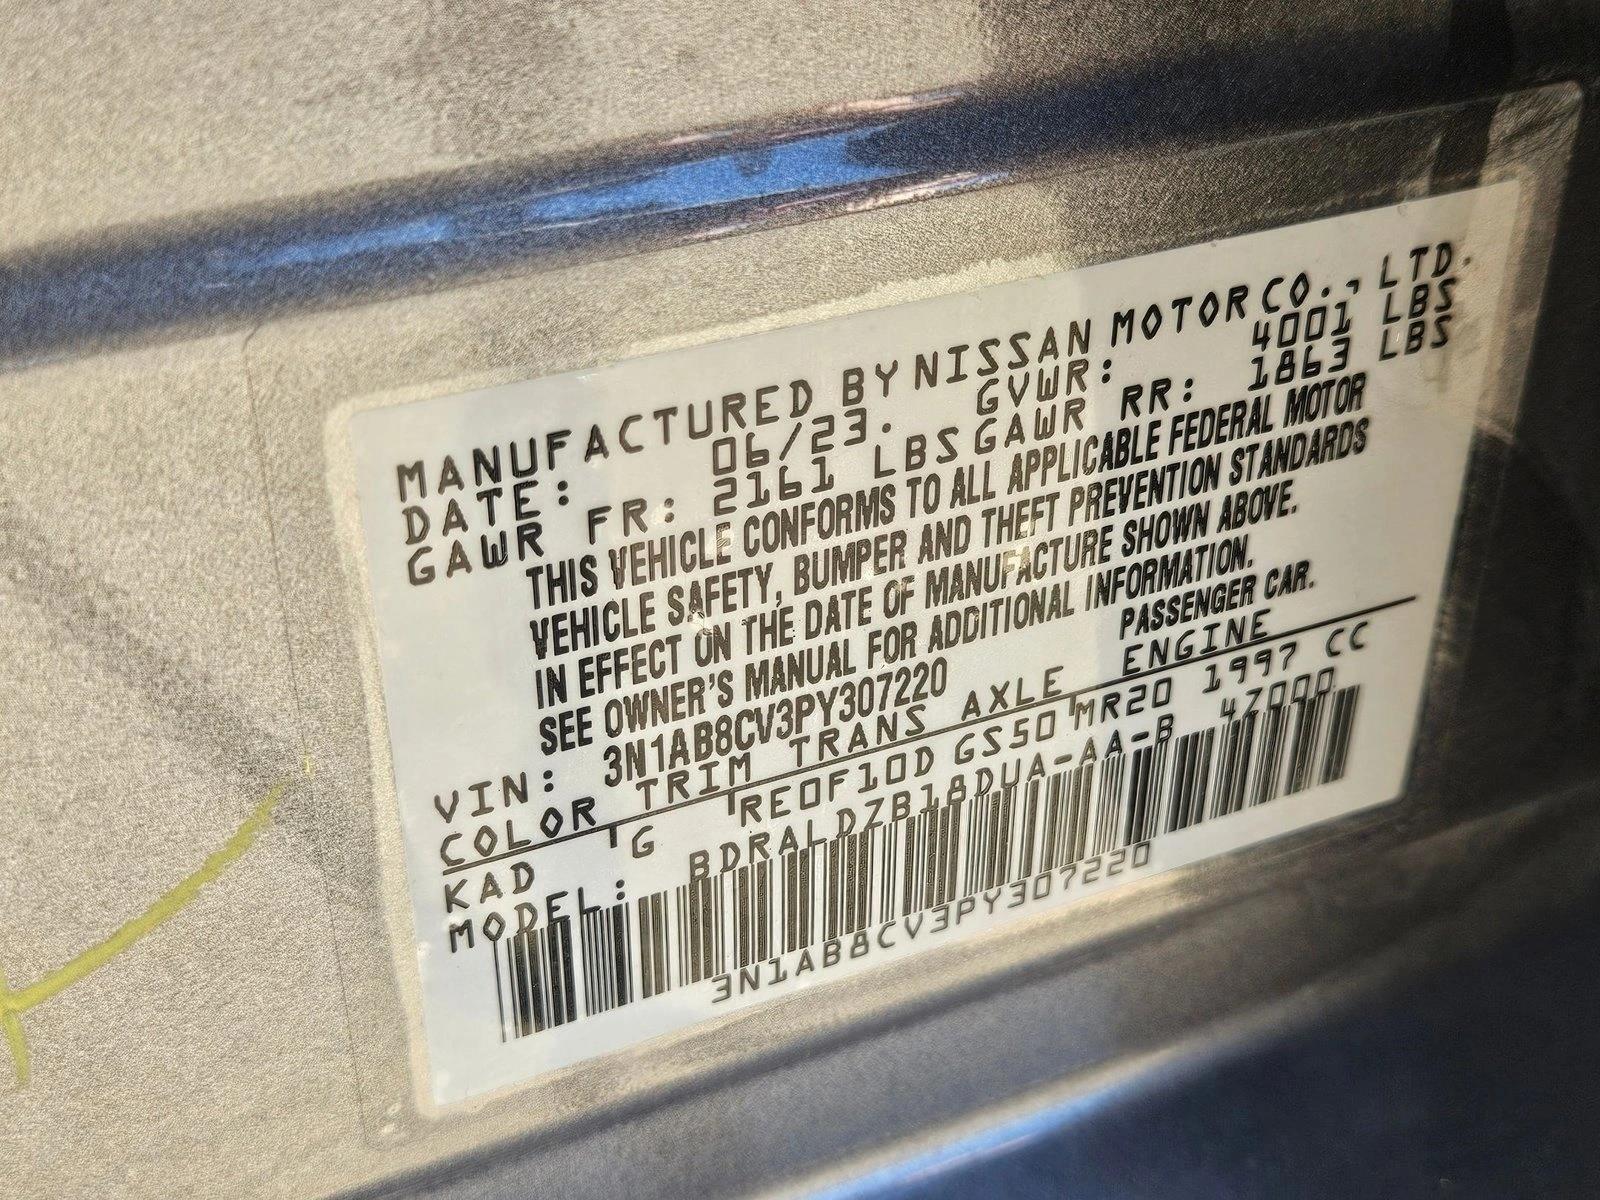 MANUFACTURED BY NISSAN MOTOR CO., LTD.
DATE: 06/23. GVWR: 4001 LBS
GAWR FR: 2161 LBS GAWR RR: 1863 LBS
THIS VEHICLE CONFORMS TO ALL APPLICABLE FEDERAL MOTOR
VEHICLE SAFETY, BUMPER AND THEFT PREVENTION STANDARDS
IN EFFECT ON THE DATE OF MANUFACTURE SHOWN ABOVE.
SEE OWNER'S MANUAL FOR ADDITIONAL INFORMATION.
VIN: 3N1AB8CV3PY307220 PASSENGER CAR.
COLOR TRIM TRANS AXLE ENGINE
KAD G RE0F10D GS50 MR20 1997 CC
MODEL: BDRALDZB18DUA-AA-B 47000
3N1AB8CV3PY307220